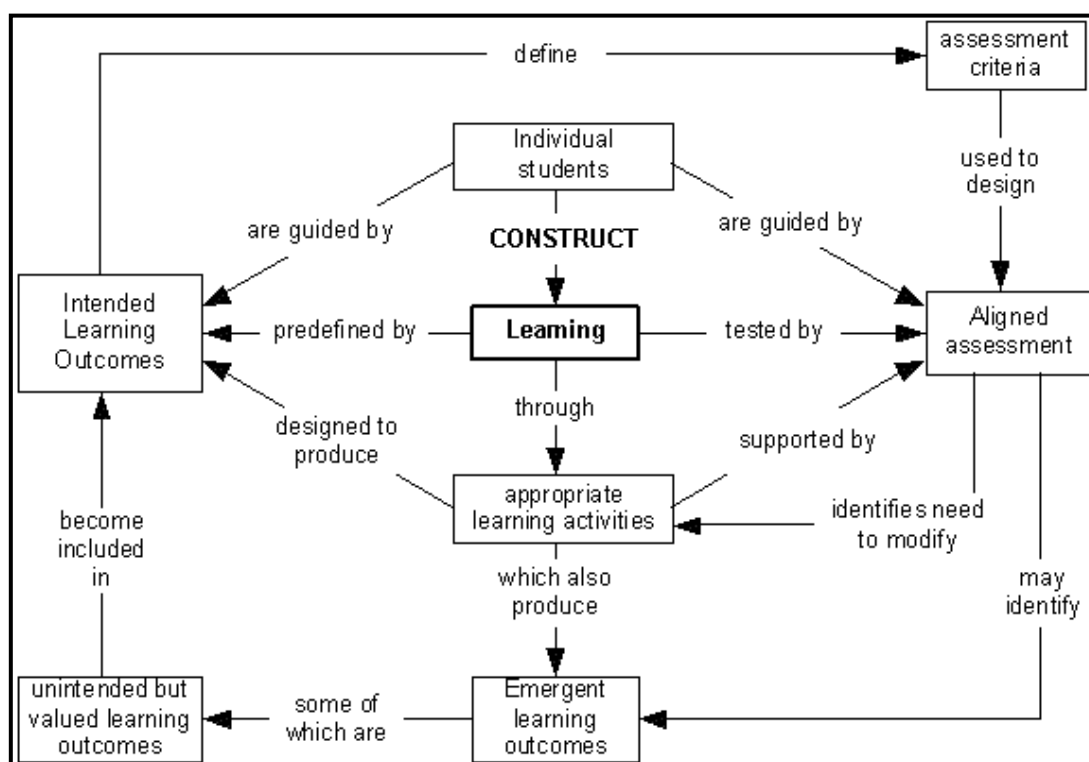 define
assessment
criteria
Individual
students
used to
design
are guided by
are guided by
CONSTRUCT
Intended
Learning
Outcomes
predefined by
Learning
tested by
Aligned
assessment
through
designed to
produce
supported by
appropriate
learning activities
identifies need
to modify
become
included
in
which also
produce
may
identify
unintended but
valued learning
outcomes
some of
which are
Emergent
learning
outcomes